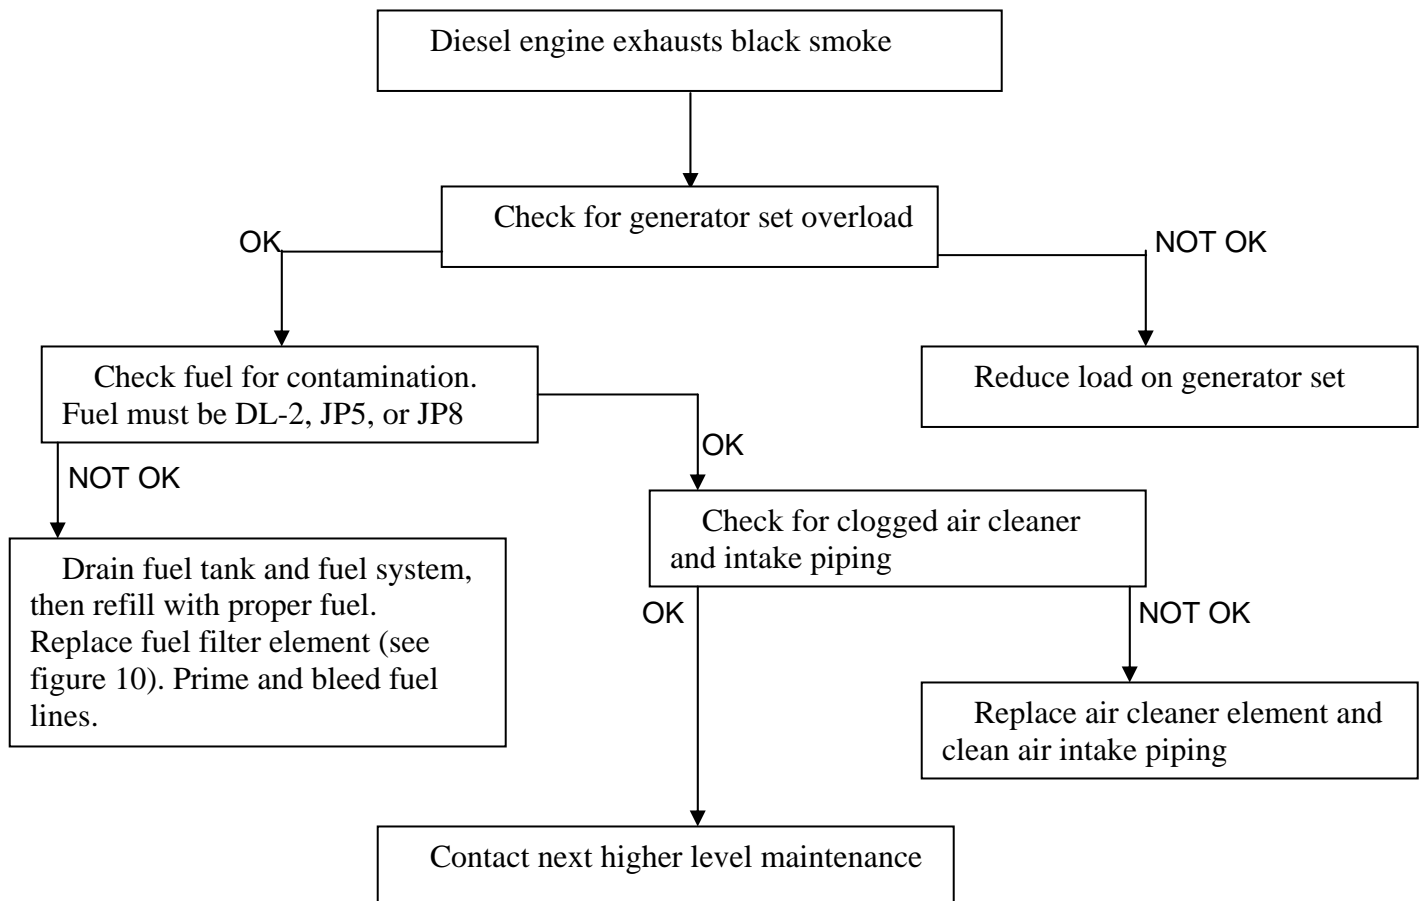 Diesel engine exhausts black smoke
Check for generator set overload
OK
NOT OK
Check fuel for contamination.
Fuel must be DL-2, JP5, or JP8
Reduce load on generator set
OK
NOT OK
Check for clogged air cleaner
and intake piping
Drain fuel tank and fuel system,
then refill with proper fuel.
Replace fuel filter element (see
figure 10). Prime and bleed fuel
lines.
OK
NOT OK
Replace air cleaner element and
clean air intake piping
Contact next higher level maintenance